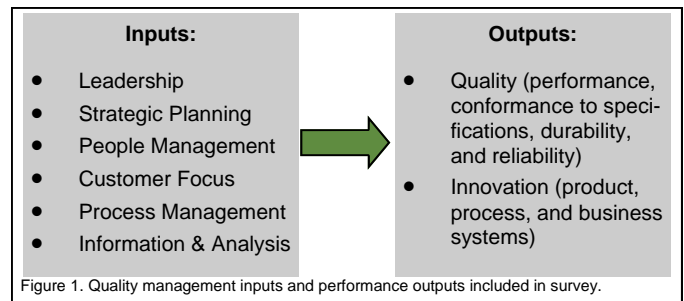 Inputs:
• Leadership
• Strategic Planning
• People Management
• Customer Focus
• Process Management
• Information & Analysis
Outputs:
• Quality (performance,
conformance to speci-
fications, durability,
and reliability)
• Innovation (product,
process, and business
systems)
Figure 1. Quality management inputs and performance outputs included in survey.